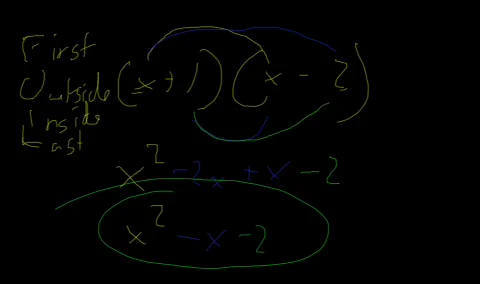 First
Outside (x + 1) (x - 2)
Inside
Last
x² - 2x + x - 2
x² - x - 2